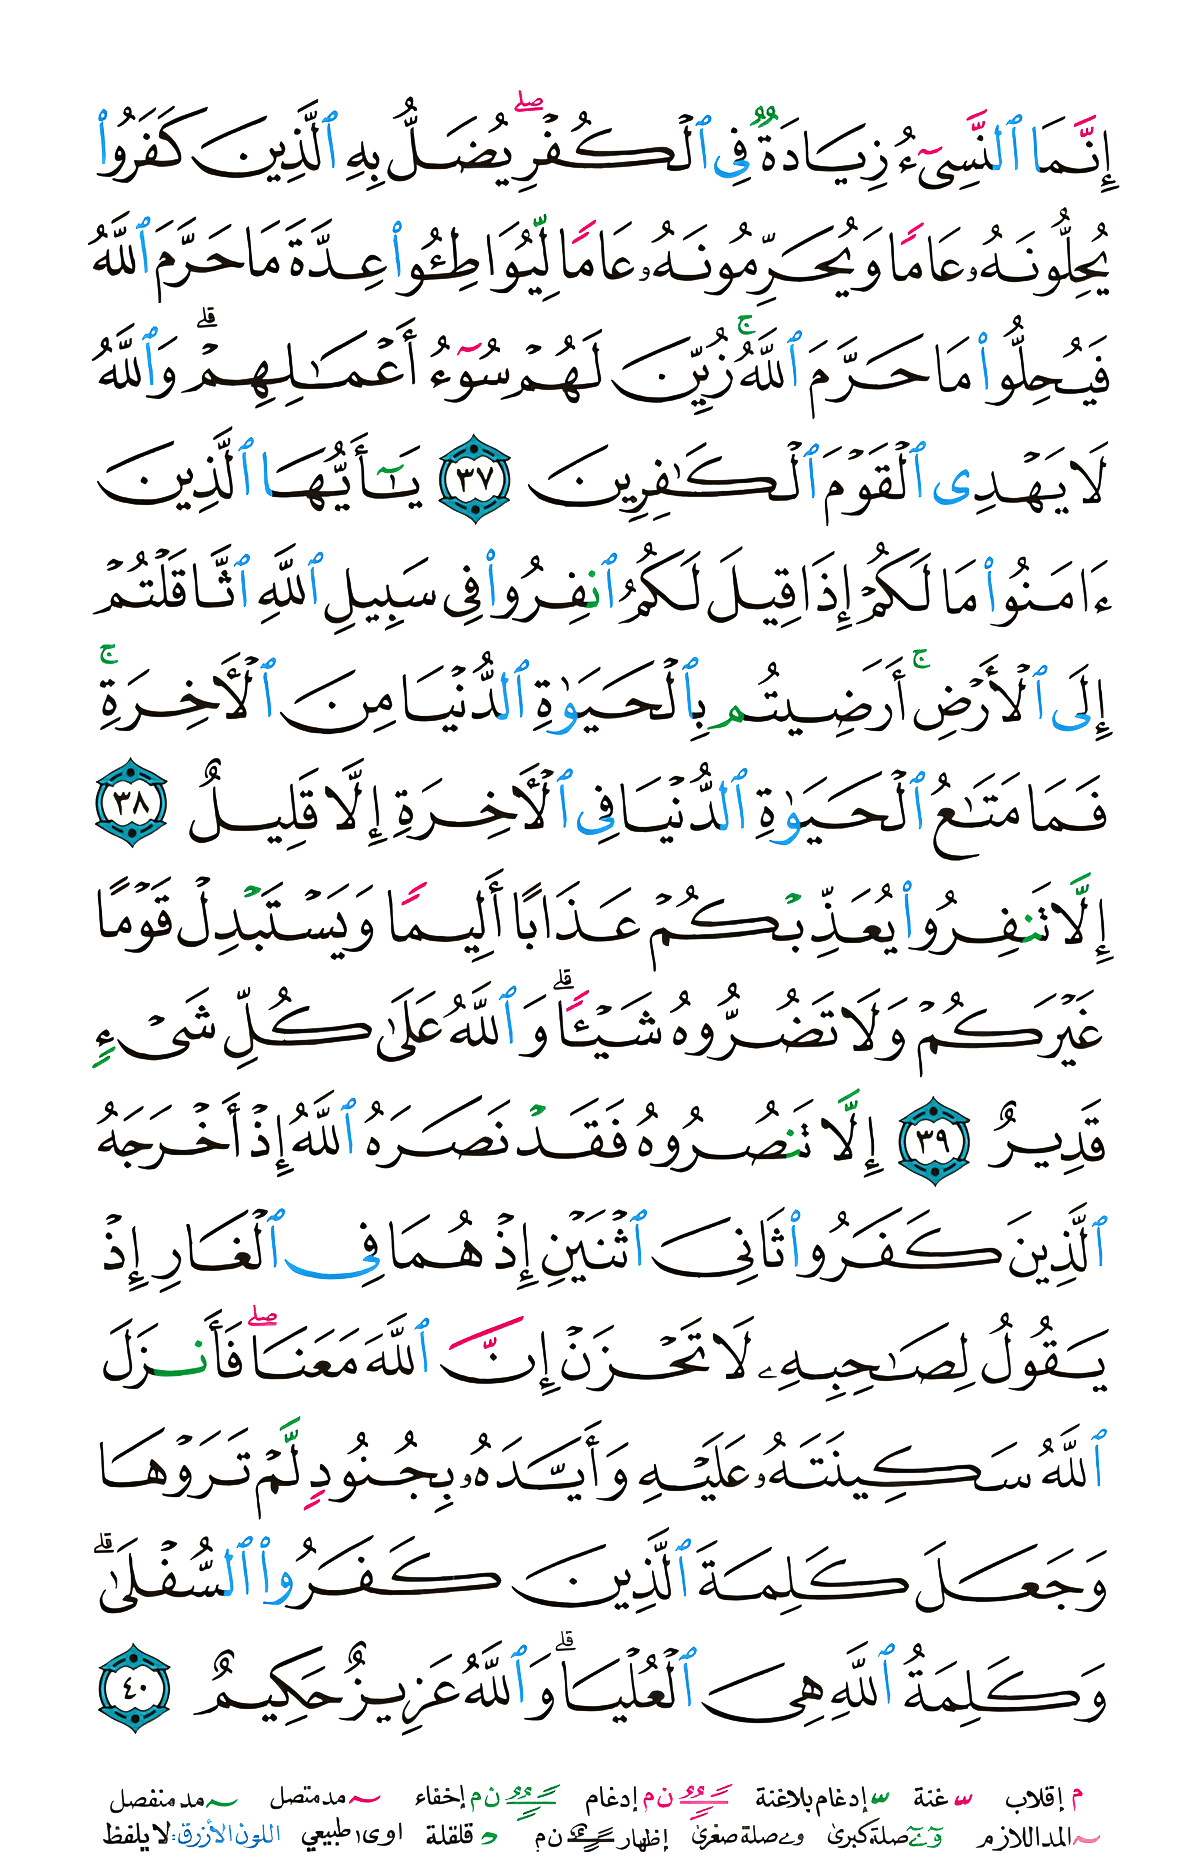 إِنَّمَا ٱلنَّسِىٓءُ زِيَادَةٌ فِى ٱلْكُفْرِ ۖ يُضَلُّ بِهِ ٱلَّذِينَ كَفَرُوا۟
يُحِلُّونَهُۥ عَامًا وَيُحَرِّمُونَهُۥ عَامًا لِّيُوَاطِـُٔوا۟ عِدَّةَ مَا حَرَّمَ ٱللَّهُ
فَيُحِلُّوا۟ مَا حَرَّمَ ٱللَّهُ ۚ زُيِّنَ لَهُمْ سُوٓءُ أَعْمَـٰلِهِمْ ۗ وَٱللَّهُ
لَا يَهْدِى ٱلْقَوْمَ ٱلْكَـٰفِرِينَ ٣٧ يَـٰٓأَيُّهَا ٱلَّذِينَ
ءَامَنُوا۟ مَا لَكُمْ إِذَا قِيلَ لَكُمُ ٱنفِرُوا۟ فِى سَبِيلِ ٱللَّهِ ٱثَّاقَلْتُمْ
إِلَى ٱلْأَرْضِ ۚ أَرَضِيتُم بِٱلْحَيَوٰةِ ٱلدُّنْيَا مِنَ ٱلْـَٔاخِرَةِ ۚ
فَمَا مَتَـٰعُ ٱلْحَيَوٰةِ ٱلدُّنْيَا فِى ٱلْـَٔاخِرَةِ إِلَّا قَلِيلٌ ٣٨
إِلَّا تَنفِرُوا۟ يُعَذِّبْكُمْ عَذَابًا أَلِيمًا وَيَسْتَبْدِلْ قَوْمًا
غَيْرَكُمْ وَلَا تَضُرُّوهُ شَيْـًٔا ۗ وَٱللَّهُ عَلَىٰ كُلِّ شَىْءٍ
قَدِيرٌ ٣٩ إِلَّا تَنصُرُوهُ فَقَدْ نَصَرَهُ ٱللَّهُ إِذْ أَخْرَجَهُ
ٱلَّذِينَ كَفَرُوا۟ ثَانِىَ ٱثْنَيْنِ إِذْ هُمَا فِى ٱلْغَارِ إِذْ
يَقُولُ لِصَـٰحِبِهِۦ لَا تَحْزَنْ إِنَّ ٱللَّهَ مَعَنَا ۖ فَأَنزَلَ
ٱللَّهُ سَكِينَتَهُۥ عَلَيْهِ وَأَيَّدَهُۥ بِجُنُودٍ لَّمْ تَرَوْهَا
وَجَعَلَ كَلِمَةَ ٱلَّذِينَ كَفَرُوا۟ ٱلسُّفْلَىٰ ۗ
وَكَلِمَةُ ٱللَّهِ هِىَ ٱلْعُلْيَا ۗ وَٱللَّهُ عَزِيزٌ حَكِيمٌ ٤٠
م إقلاب غنة إدغام بلاغنة ن م إدغام ن م إخفاء مد متصل مد منفصل
المد اللازم صلة كبرى و ے صلة صغرى إظهار ن م قلقلة اوى طبيعي اللون الأزرق: لا يلفظ